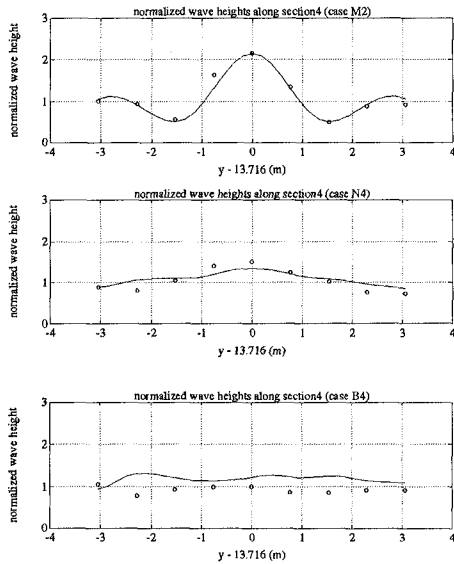 normalized wave heights along section4 (case M2)
normalized wave height
3
2
1
0
-4 -3 -2 -1 0 1 2 3 4
y - 13.716 (m)
normalized wave heights along section4 (case N4)
normalized wave height
3
2
1
0
-4 -3 -2 -1 0 1 2 3 4
y - 13.716 (m)
normalized wave heights along section4 (case B4)
normalized wave height
3
2
1
0
-4 -3 -2 -1 0 1 2 3 4
y - 13.716 (m)